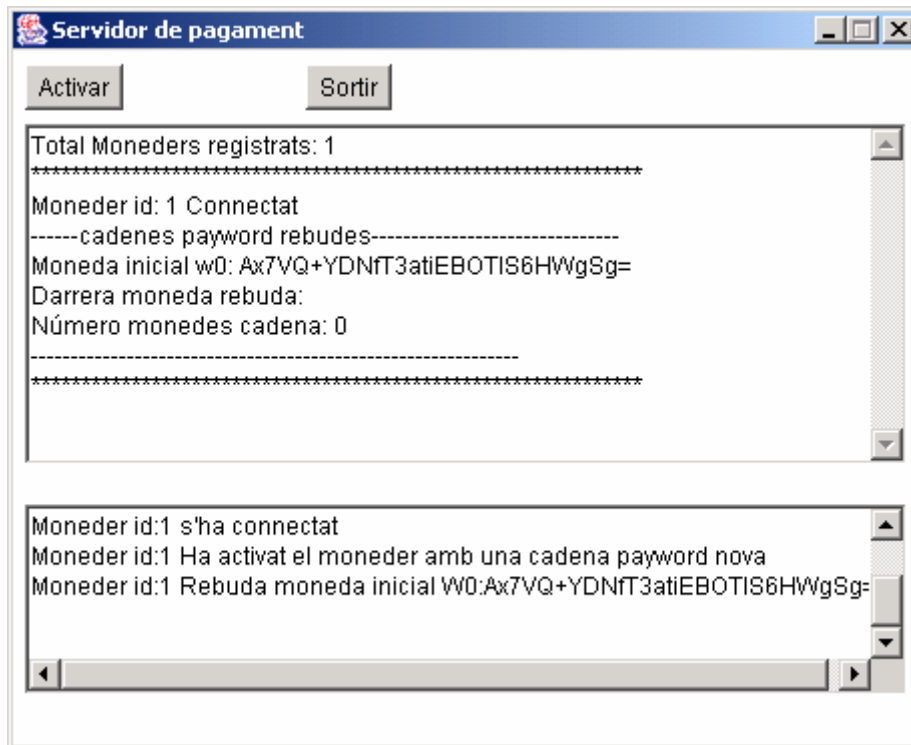 Servidor de pagament
Activar Sortir
Total Moneders registrats: 1
*************************************************************
Moneder id: 1 Connectat
------cadenes payword rebudes-------------------------------
Moneda inicial w0: Ax7VQ+YDNfT3atiEBOTIS6HWgSg=
Darrera moneda rebuda:
Número monedes cadena: 0
-------------------------------------------------------------
*************************************************************
Moneder id:1 s'ha connectat
Moneder id:1 Ha activat el moneder amb una cadena payword nova
Moneder id:1 Rebuda moneda inicial W0:Ax7VQ+YDNfT3atiEBOTIS6HWgSg=